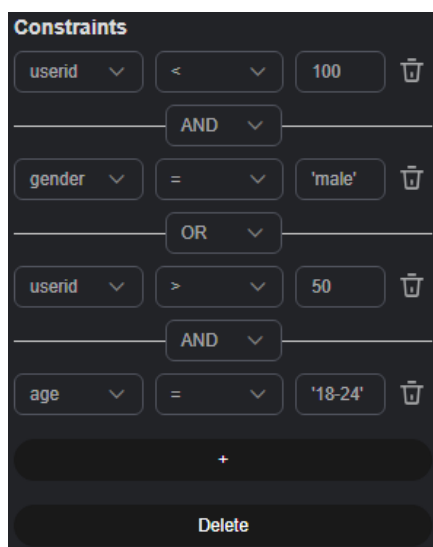 Constraints
userid < 100
AND
gender = 'male'
OR
userid > 50
AND
age = '18-24'
+
Delete